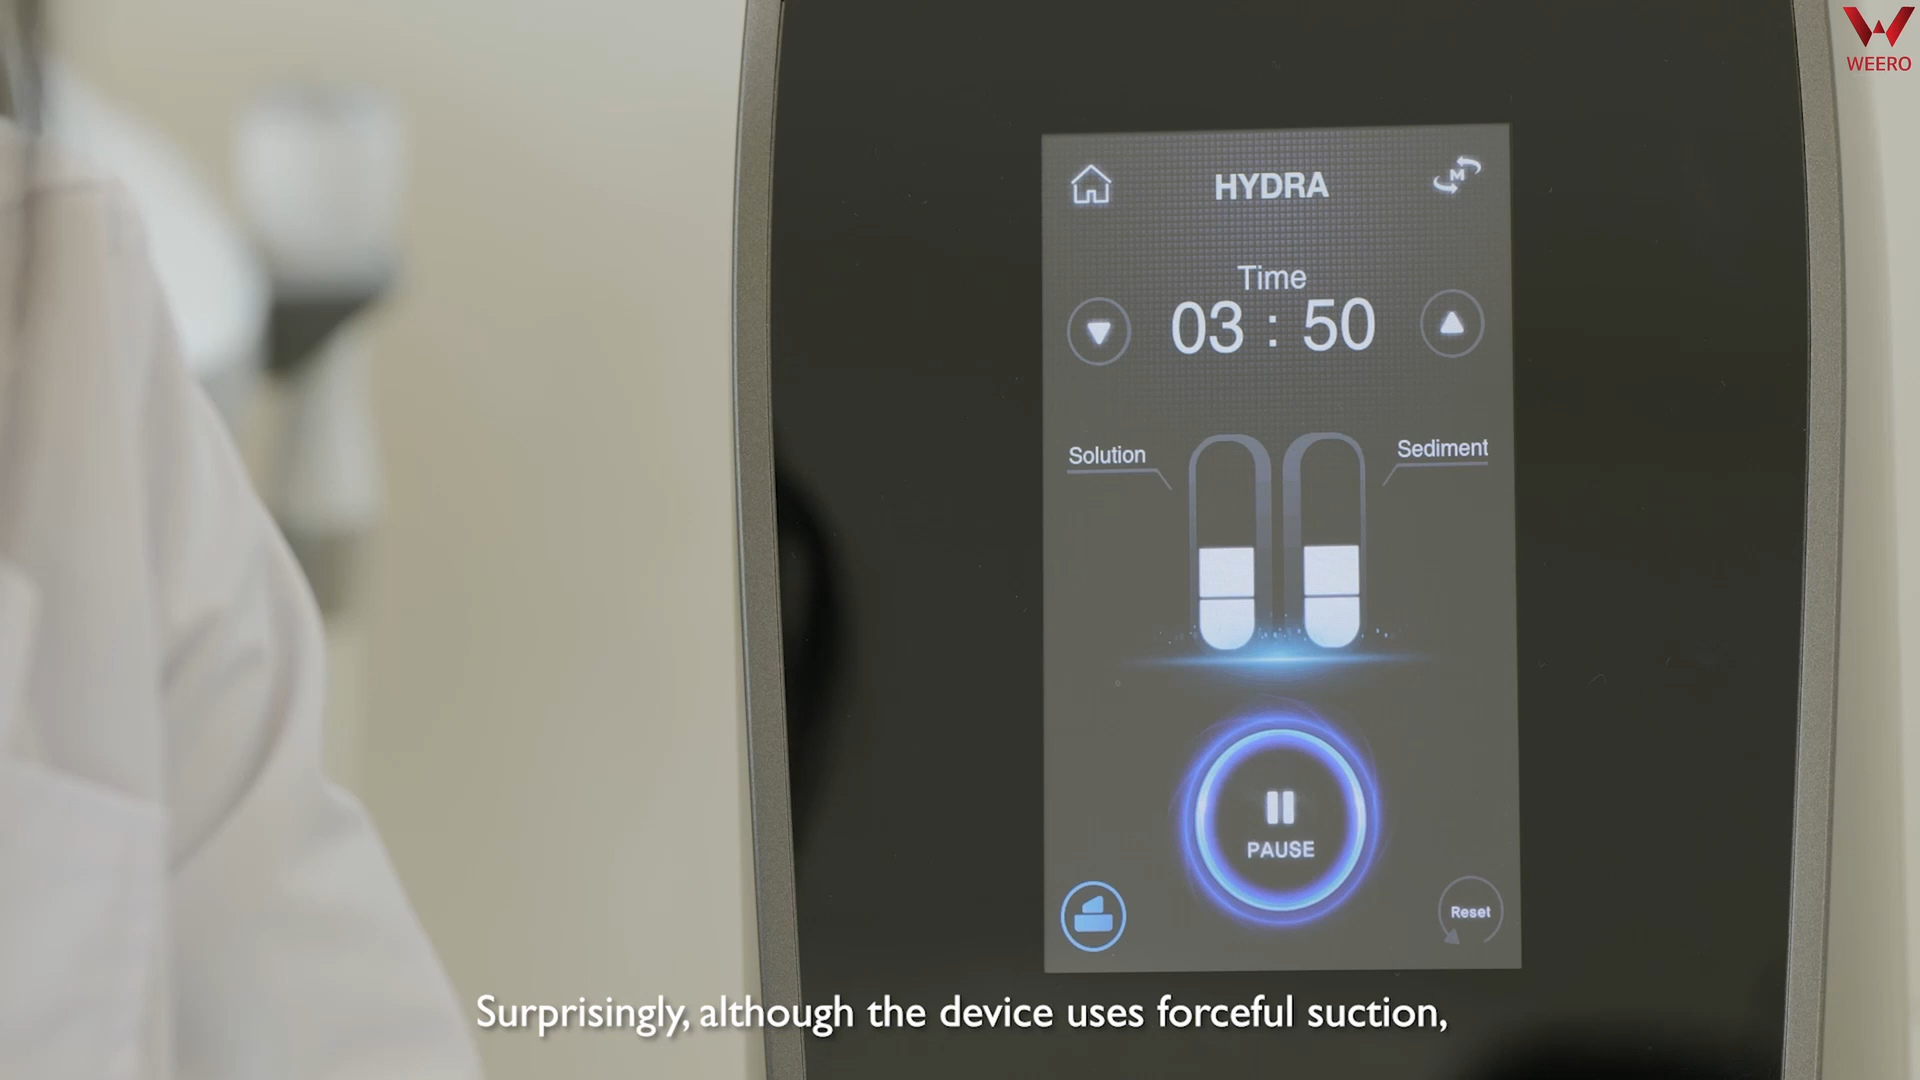 WEERO
HYDRA
M
Time
03 : 50
Solution
Sediment
PAUSE
Reset
Surprisingly, although the device uses forceful suction,